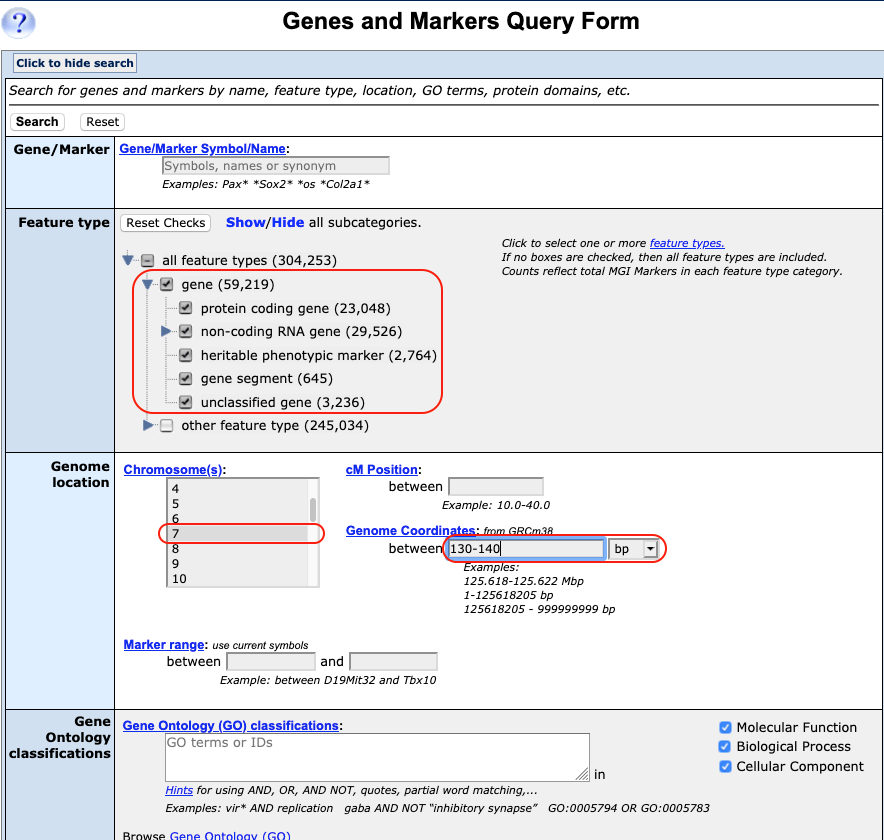 ?
Genes and Markers Query Form
Click to hide search
Search for genes and markers by name, feature type, location, GO terms, protein domains, etc.
Search Reset
Gene/Marker
Gene/Marker Symbol/Name:
Symbols, names or synonym
Examples: Pax* *Sox2* *os *Col2a1*
Feature type
Reset Checks Show/Hide all subcategories.
Click to select one or more feature types.
If no boxes are checked, then all feature types are included.
Counts reflect total MGI Markers in each feature type category.
all feature types (304,253)
gene (59,219)
protein coding gene (23,048)
non-coding RNA gene (29,526)
heritable phenotypic marker (2,764)
gene segment (645)
unclassified gene (3,236)
other feature type (245,034)
Genome
location
Chromosome(s):
4
5
6
7
8
9
10
cM Position:
between
Example: 10.0-40.0
Genome Coordinates: from GRCm38
between 130-140 bp
Examples:
125.618-125.622 Mbp
1-125618205 bp
125618205 - 999999999 bp
Marker range: use current symbols
between and
Example: between D19Mit32 and Tbx10
Gene
Ontology
classifications
Gene Ontology (GO) classifications:
GO terms or IDs
in
Molecular Function
Biological Process
Cellular Component
Hints for using AND, OR, AND NOT, quotes, partial word matching,...
Examples: vir* AND replication gaba AND NOT "inhibitory synapse" GO:0005794 OR GO:0005783
Browse Gene Ontology (GO)